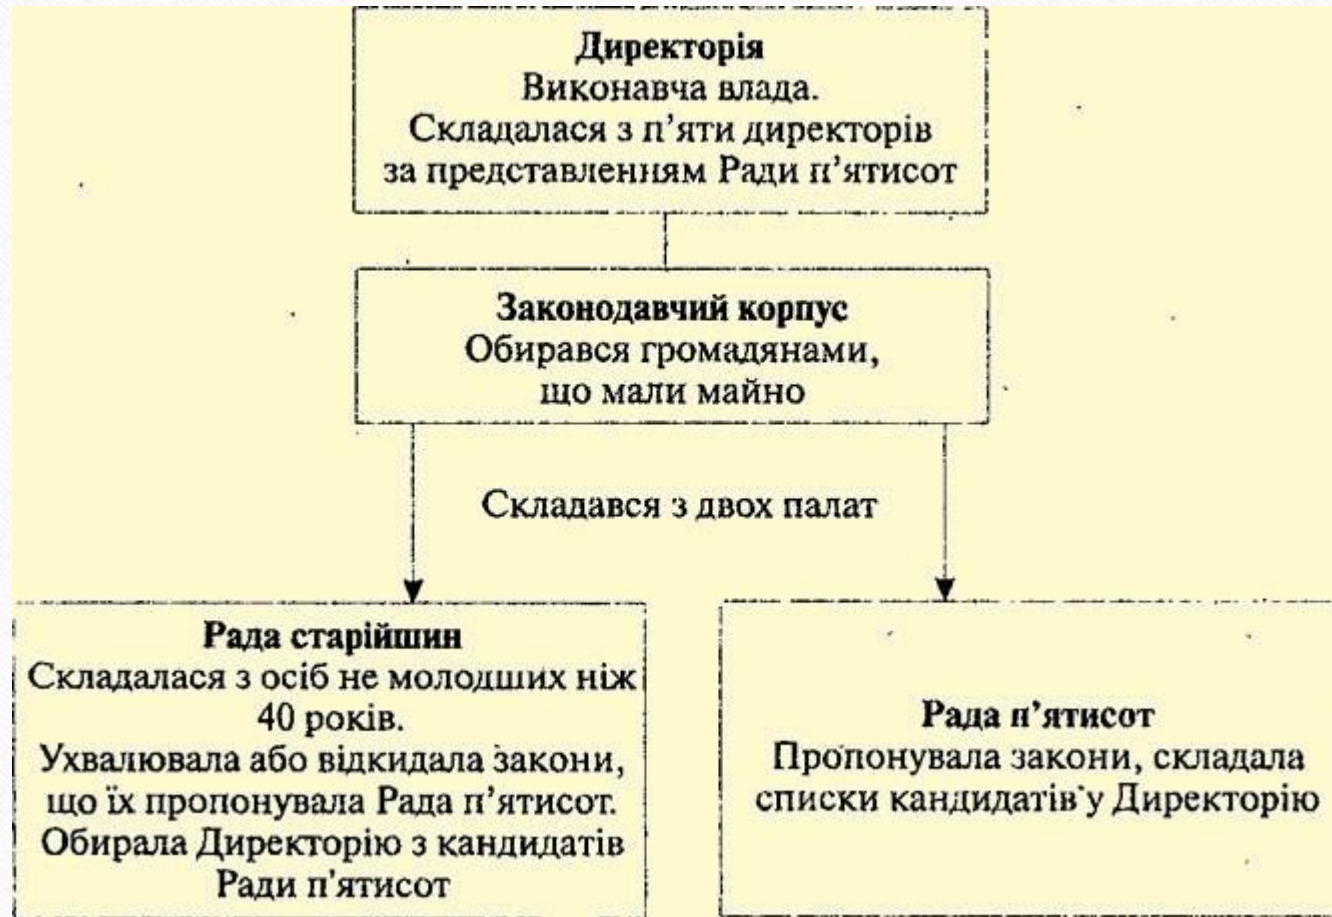 Директорія
Виконавча влада.
Складалася з п’яти директорів
за представленням Ради п’ятисот
Законодавчий корпус
Обирався громадянами,
що мали майно
Складався з двох палат
Рада старійшин
Складалася з осіб не молодших ніж
40 років.
Ухвалювала або відкидала закони,
що їх пропонувала Рада п’ятисот.
Обирала Директорію з кандидатів
Ради п’ятисот
Рада п’ятисот
Пропонувала закони, складала
списки кандидатів у Директорію